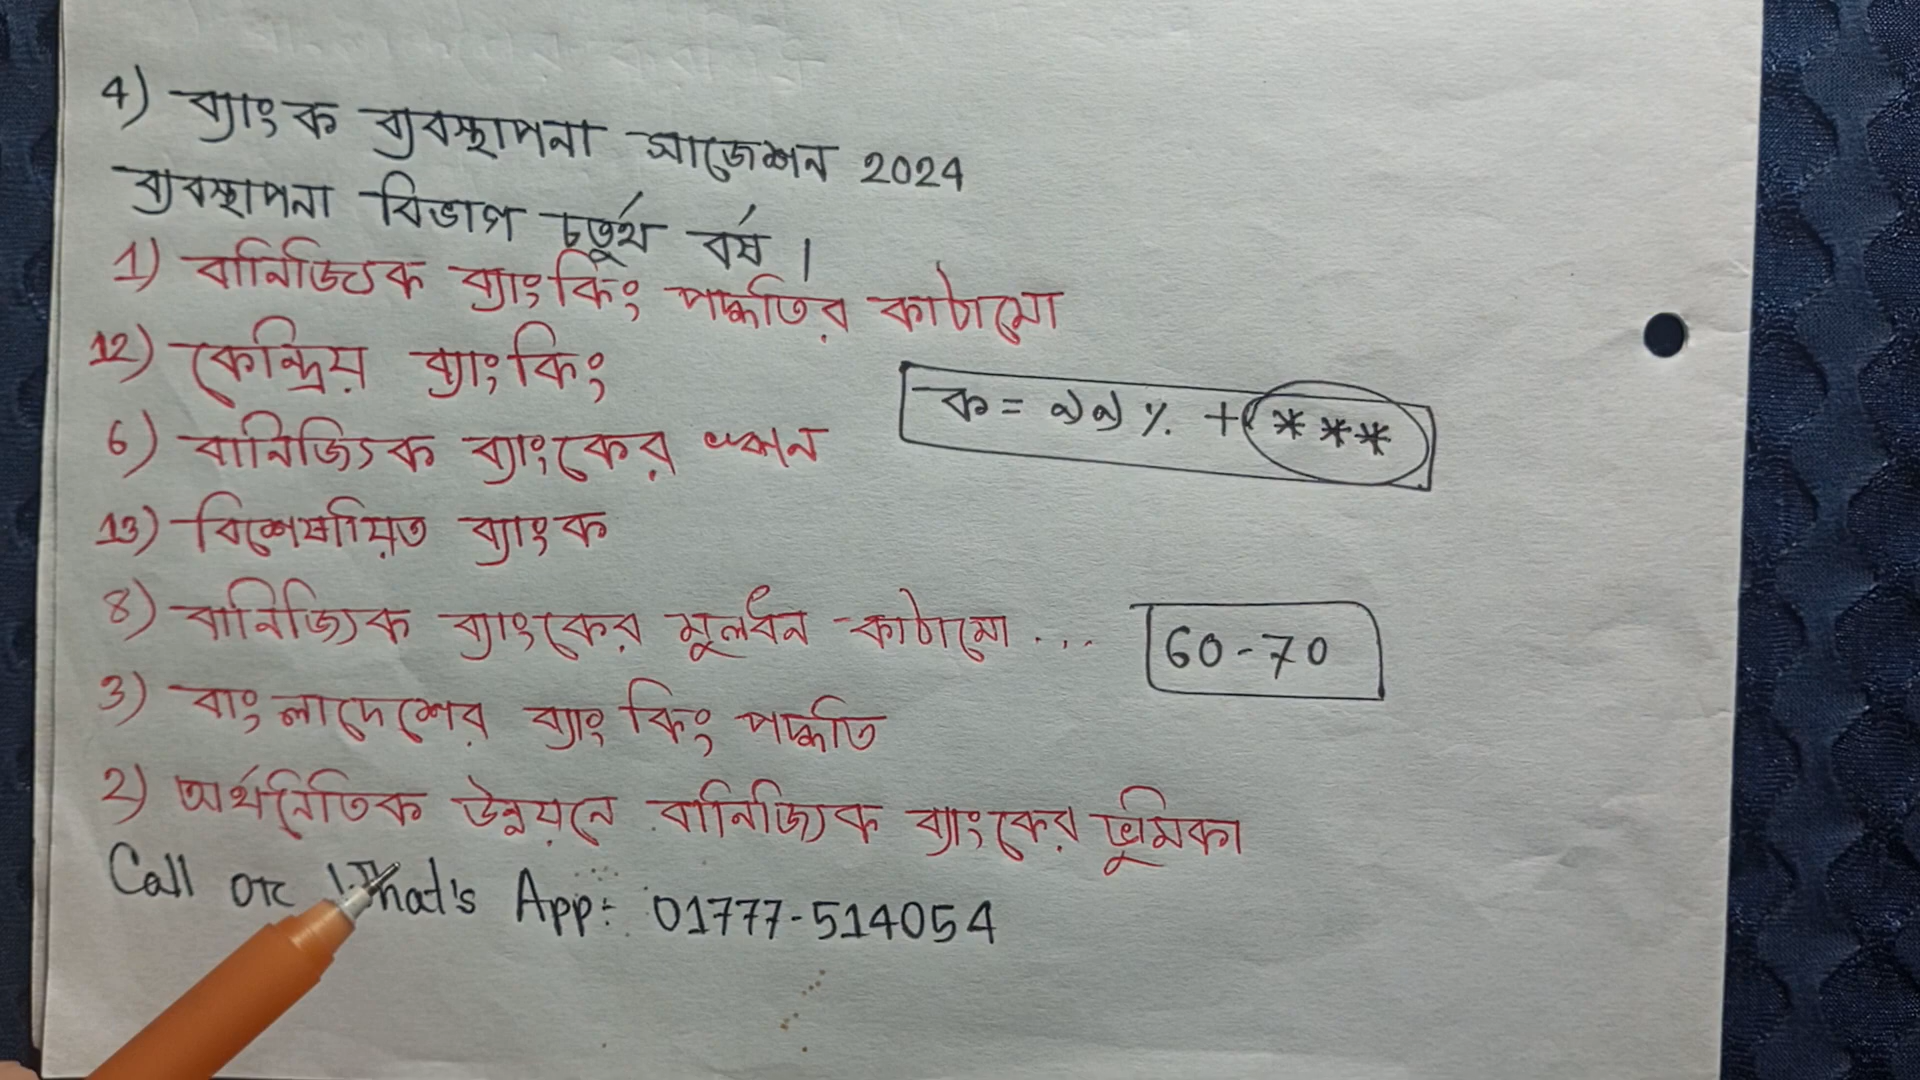 4) ব্যাংক ব্যবস্থাপনা সাজেশন 2024
ব্যবস্থাপনা বিভাগ চতুর্থ বর্ষ।
1) বানিজ্যিক ব্যাংকিং পদ্ধতির কাঠামো
12) কেন্দ্রিয় ব্যাংকিং
ক = ৯৯% + ***
6) বানিজ্যিক ব্যাংকের
13) বিশেষায়িত ব্যাংক
8) বানিজ্যিক ব্যাংকের মূলধন কাঠামো ...
60-70
3) বাংলাদেশের ব্যাংকিং পদ্ধতি
2) অর্থনৈতিক উন্নয়নে বানিজ্যিক ব্যাংকের ভূমিকা
Call or What's App: 01777-514054